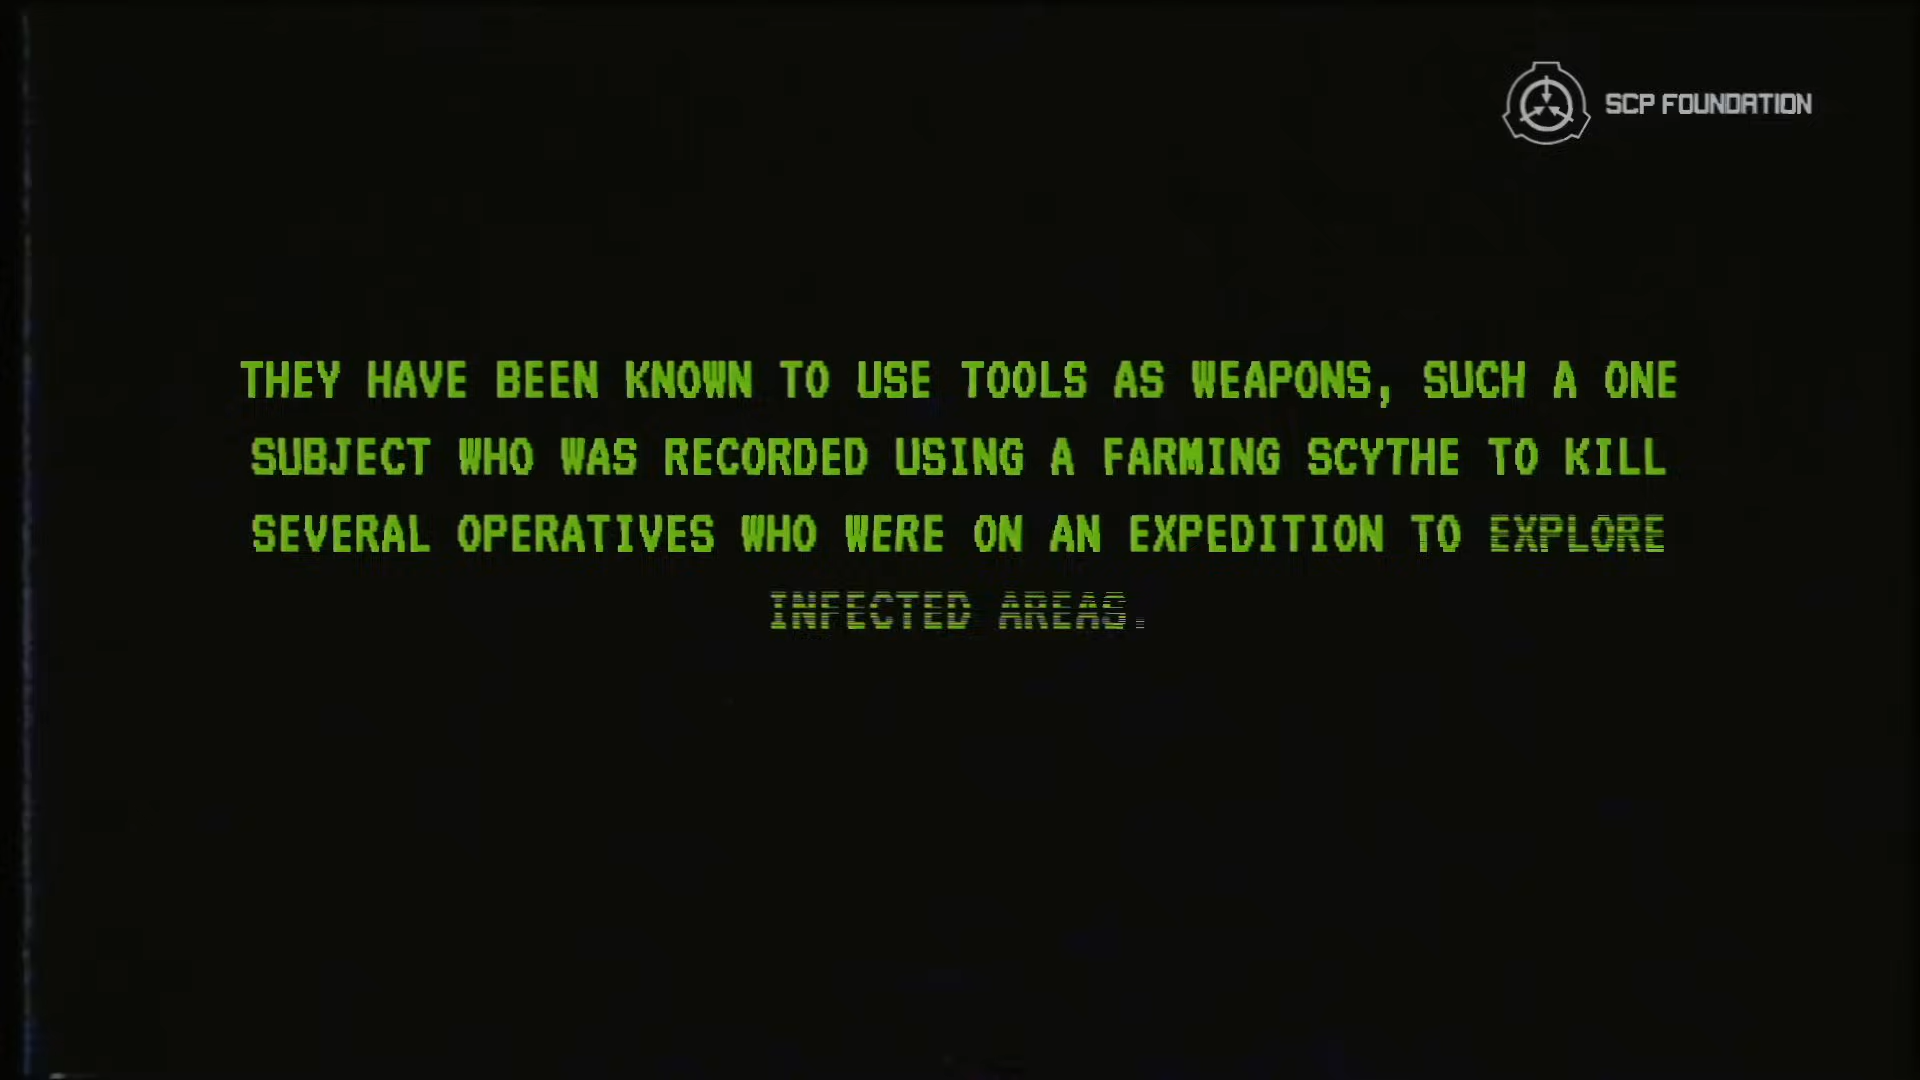 SCP FOUNDATION
THEY HAVE BEEN KNOWN TO USE TOOLS AS WEAPONS, SUCH A ONE
SUBJECT WHO WAS RECORDED USING A FARMING SCYTHE TO KILL
SEVERAL OPERATIVES WHO WERE ON AN EXPEDITION TO EXPLORE
INFECTED AREAS.